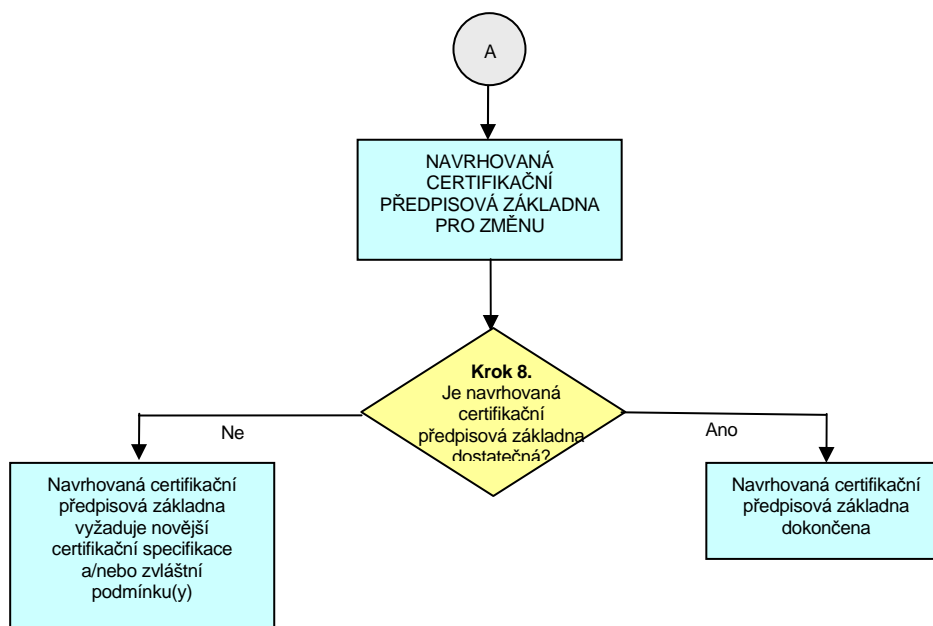 A
NAVRHOVANÁ
CERTIFIKAČNÍ
PŘEDPISOVÁ ZÁKLADNA
PRO ZMĚNU
Krok 8.
Je navrhovaná
certifikační
předpisová základna
dostatečná?
Ne
Ano
Navrhovaná certifikační
předpisová základna
vyžaduje novější
certifikační specifikace
a/nebo zvláštní
podmínku(y)
Navrhovaná certifikační
předpisová základna
dokončena